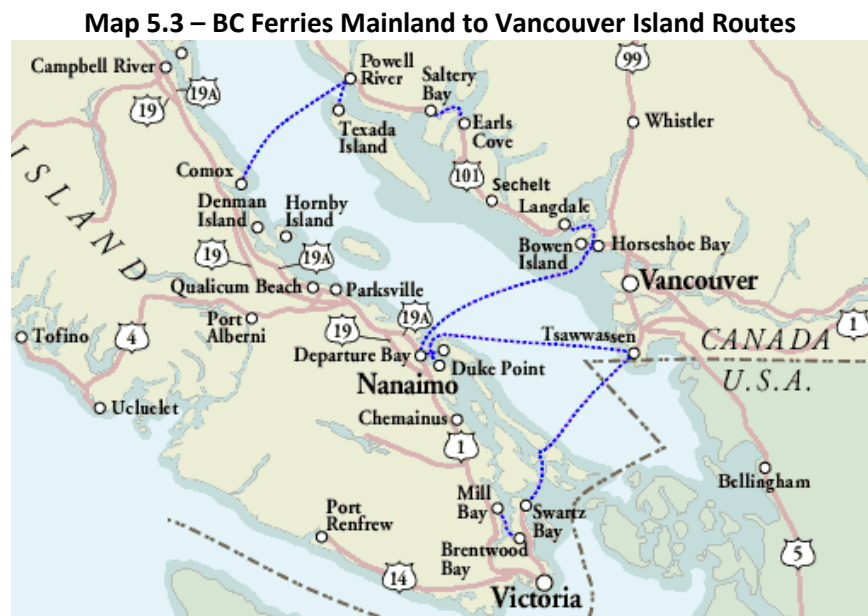 Map 5.3 – BC Ferries Mainland to Vancouver Island Routes
Campbell River
19
19A
Powell
River
Saltery
Bay
99
Texada
Island
Earls
Cove
Whistler
ISLAND
Comox
Denman
Island
Hornby
Island
101
Sechelt
Langdale
Bowen
Island
Horseshoe Bay
19
19A
Qualicum Beach
Parksville
Vancouver
Tofino
4
Port
Alberni
19
19A
Tsawwassen
1
CANADA
U.S.A.
Departure Bay
Duke Point
Nanaimo
Ucluelet
Chemainus
1
Bellingham
Mill
Bay
Swartz
Bay
Port
Renfrew
Brentwood
Bay
14
5
Victoria